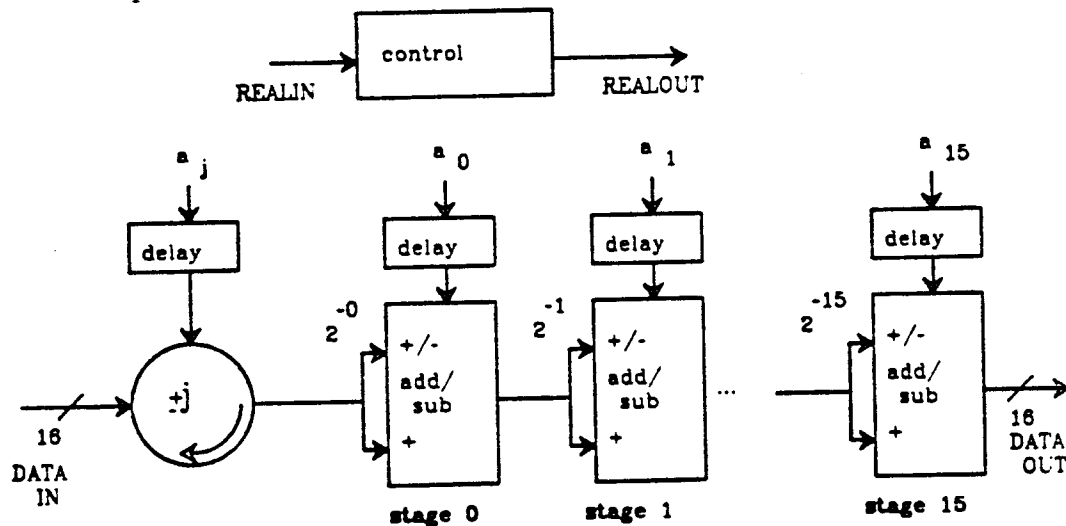 control
REALIN
REALOUT
a j
a 0
a 1
a 15
delay
delay
delay
delay
2 -0
2 -1
2 -15
+/-
+/-
+/-
±j
add/
sub
add/
sub
...
add/
sub
+
+
+
16
DATA
IN
16
DATA
OUT
stage 0
stage 1
stage 15